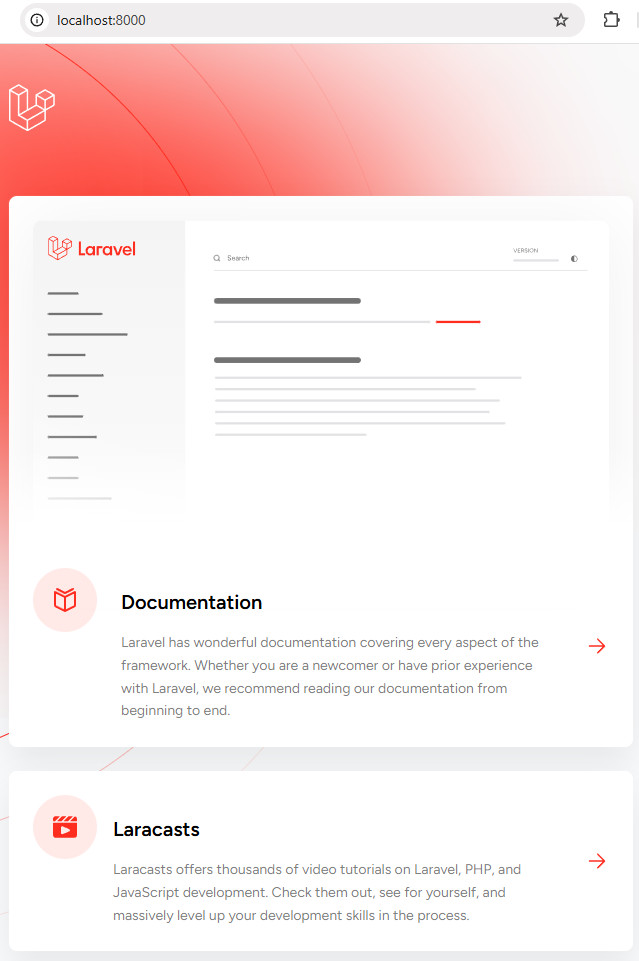 localhost:8000
Laravel
Search
VERSION
Documentation
Laravel has wonderful documentation covering every aspect of the
framework. Whether you are a newcomer or have prior experience
with Laravel, we recommend reading our documentation from
beginning to end.
Laracasts
Laracasts offers thousands of video tutorials on Laravel, PHP, and
JavaScript development. Check them out, see for yourself, and
massively level up your development skills in the process.